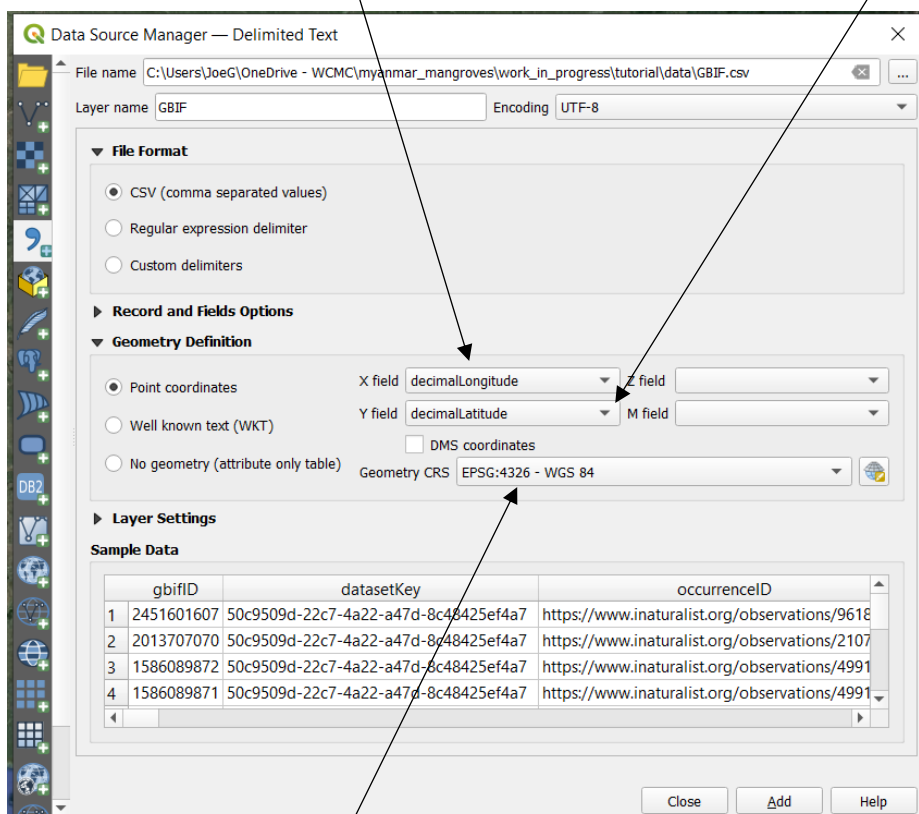 Data Source Manager — Delimited Text
File name C:\Users\JoeG\OneDrive - WCMC\myanmar_mangroves\work_in_progress\tutorial\data\GBIF.csv ...
Layer name GBIF Encoding UTF-8
File Format
CSV (comma separated values)
Regular expression delimiter
Custom delimiters
Record and Fields Options
Geometry Definition
Point coordinates
Well known text (WKT)
No geometry (attribute only table)
X field decimalLongitude Z field
Y field decimalLatitude M field
DMS coordinates
Geometry CRS EPSG:4326 - WGS 84
DB2
Layer Settings
Sample Data
gbifID datasetKey occurrenceID
1 2451601607 50c9509d-22c7-4a22-a47d-8c48425ef4a7 https://www.inaturalist.org/observations/9618
2 2013707070 50c9509d-22c7-4a22-a47d-8c48425ef4a7 https://www.inaturalist.org/observations/2107
3 1586089872 50c9509d-22c7-4a22-a47d-8c48425ef4a7 https://www.inaturalist.org/observations/4991
4 1586089871 50c9509d-22c7-4a22-a47d-8c48425ef4a7 https://www.inaturalist.org/observations/4991
Close Add Help